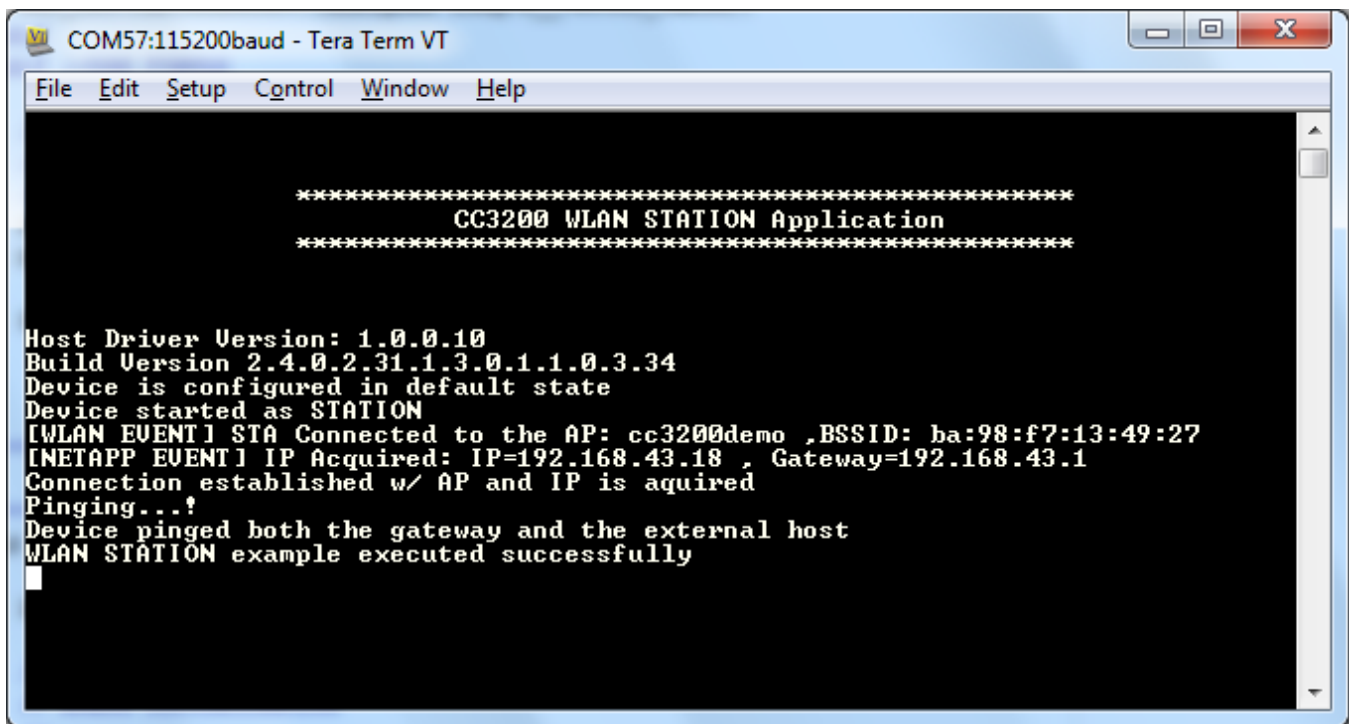 COM57:115200baud - Tera Term VT
File Edit Setup Control Window Help
*************************************************
CC3200 WLAN STATION Application
*************************************************
Host Driver Version: 1.0.0.10
Build Version 2.4.0.2.31.1.3.0.1.1.0.3.34
Device is configured in default state
Device started as STATION
[WLAN EVENT] STA Connected to the AP: cc3200demo ,BSSID: ba:98:f7:13:49:27
[NETAPP EVENT] IP Acquired: IP=192.168.43.18 , Gateway=192.168.43.1
Connection established w/ AP and IP is aquired
Pinging...!
Device pinged both the gateway and the external host
WLAN STATION example executed successfully